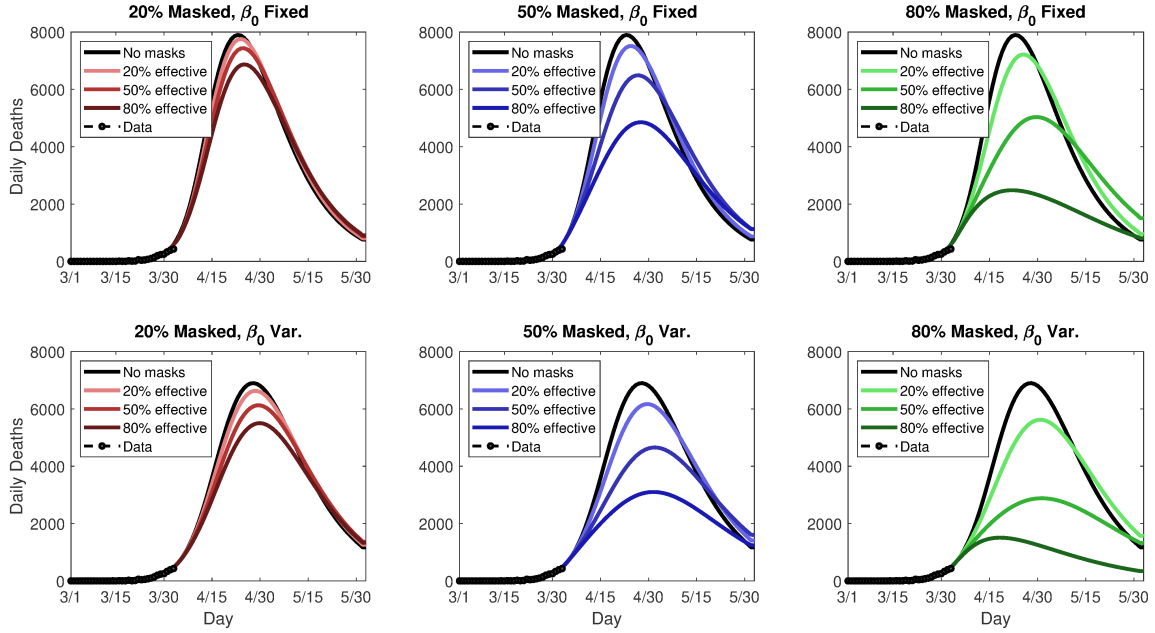 20% Masked, β0 Fixed
Daily Deaths
8000
6000
4000
2000
0
No masks
20% effective
50% effective
80% effective
Data
3/1 3/15 3/30 4/15 4/30 5/15 5/30
50% Masked, β0 Fixed
8000
6000
4000
2000
0
No masks
20% effective
50% effective
80% effective
Data
3/1 3/15 3/30 4/15 4/30 5/15 5/30
80% Masked, β0 Fixed
8000
6000
4000
2000
0
No masks
20% effective
50% effective
80% effective
Data
3/1 3/15 3/30 4/15 4/30 5/15 5/30
20% Masked, β0 Var.
Daily Deaths
8000
6000
4000
2000
0
No masks
20% effective
50% effective
80% effective
Data
3/1 3/15 3/30 4/15 4/30 5/15 5/30
Day
50% Masked, β0 Var.
8000
6000
4000
2000
0
No masks
20% effective
50% effective
80% effective
Data
3/1 3/15 3/30 4/15 4/30 5/15 5/30
Day
80% Masked, β0 Var.
8000
6000
4000
2000
0
No masks
20% effective
50% effective
80% effective
Data
3/1 3/15 3/30 4/15 4/30 5/15 5/30
Day